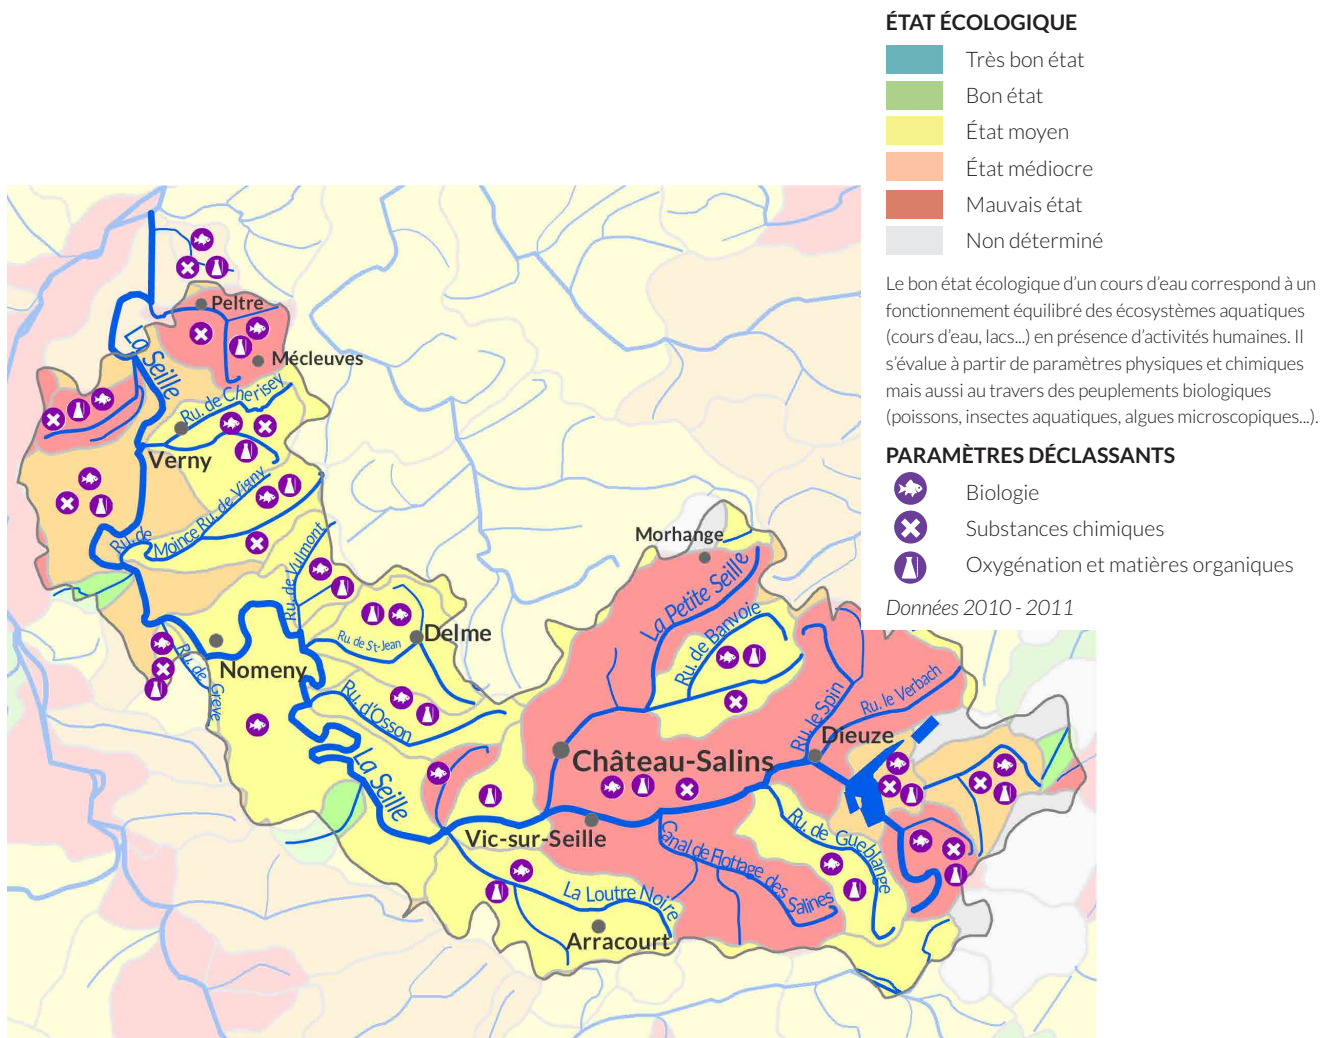 ÉTAT ÉCOLOGIQUE
Très bon état
Bon état
État moyen
État médiocre
Mauvais état
Non déterminé
Le bon état écologique d'un cours d'eau correspond à un
fonctionnement équilibré des écosystèmes aquatiques
(cours d'eau, lacs...) en présence d'activités humaines. Il
s'évalue à partir de paramètres physiques et chimiques
mais aussi au travers des peuplements biologiques
(poissons, insectes aquatiques, algues microscopiques...).
PARAMÈTRES DÉCLASSANTS
Biologie
Substances chimiques
Oxygénation et matières organiques
Données 2010 - 2011
Peltre
Mécleuves
La Seille
Ru. de Cherisey
Verny
Ru. de Vigny
Ru. de
Moince
Ru. de Vulmont
Morhange
La Petite Seille
Ru. de Banvoie
Ru. de St-Jean
Delme
Nomeny
Ru. de
Greve
Ru. d'Osson
La Seille
Ru. le Spin
Ru. le Verbach
Dieuze
Château-Salins
Vic-sur-Seille
Canal de Flottage des
Salines
Ru. de Gueblange
La Loutre Noire
Arracourt